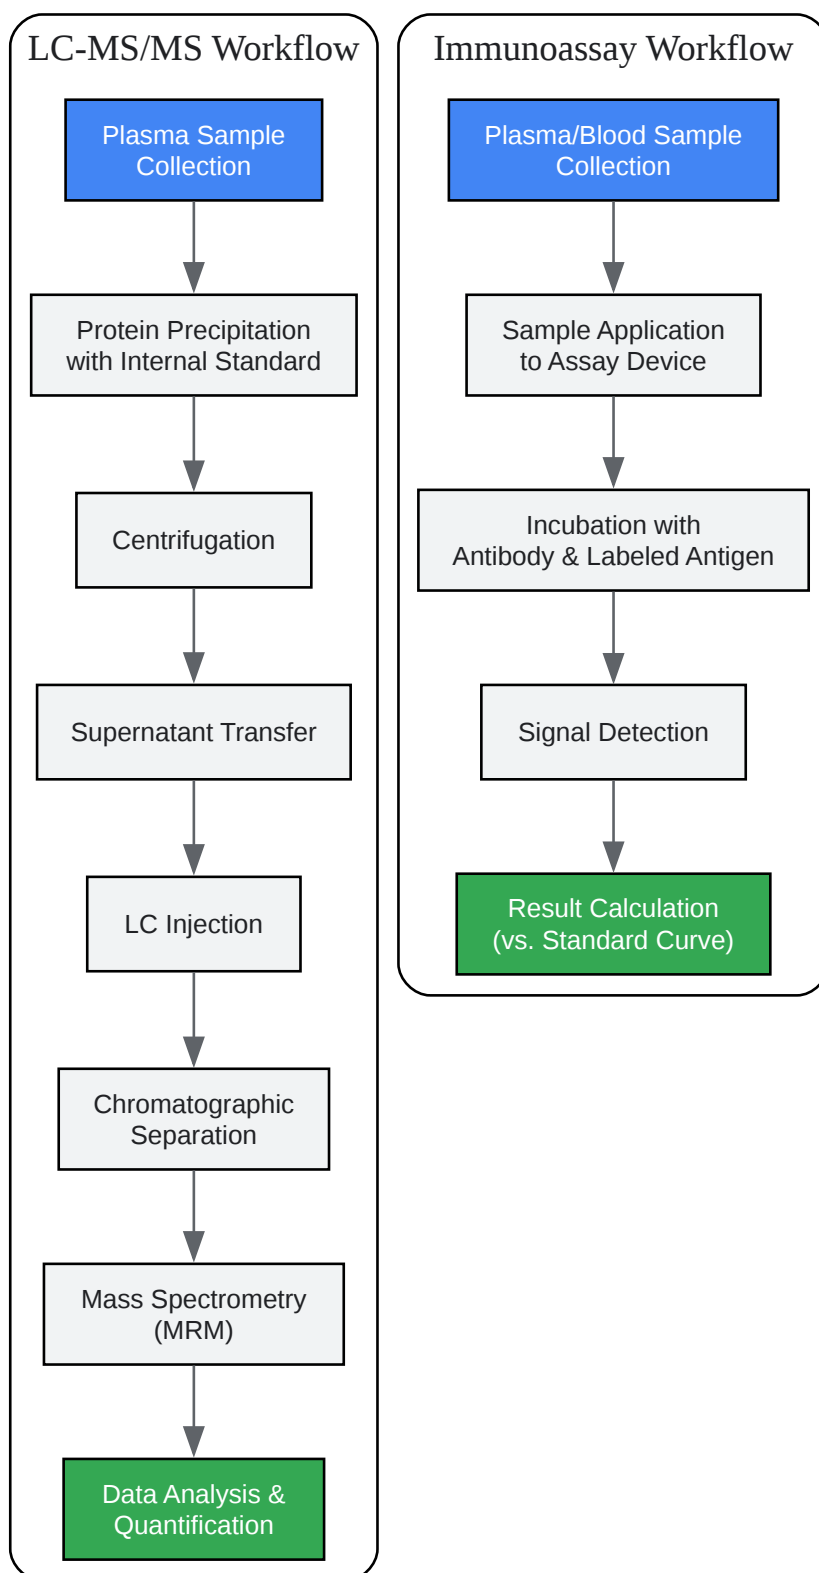 LC-MS/MS Workflow
Plasma Sample
Collection
Protein Precipitation
with Internal Standard
Centrifugation
Supernatant Transfer
LC Injection
Chromatographic
Separation
Mass Spectrometry
(MRM)
Data Analysis &
Quantification
Immunoassay Workflow
Plasma/Blood Sample
Collection
Sample Application
to Assay Device
Incubation with
Antibody & Labeled Antigen
Signal Detection
Result Calculation
(vs. Standard Curve)